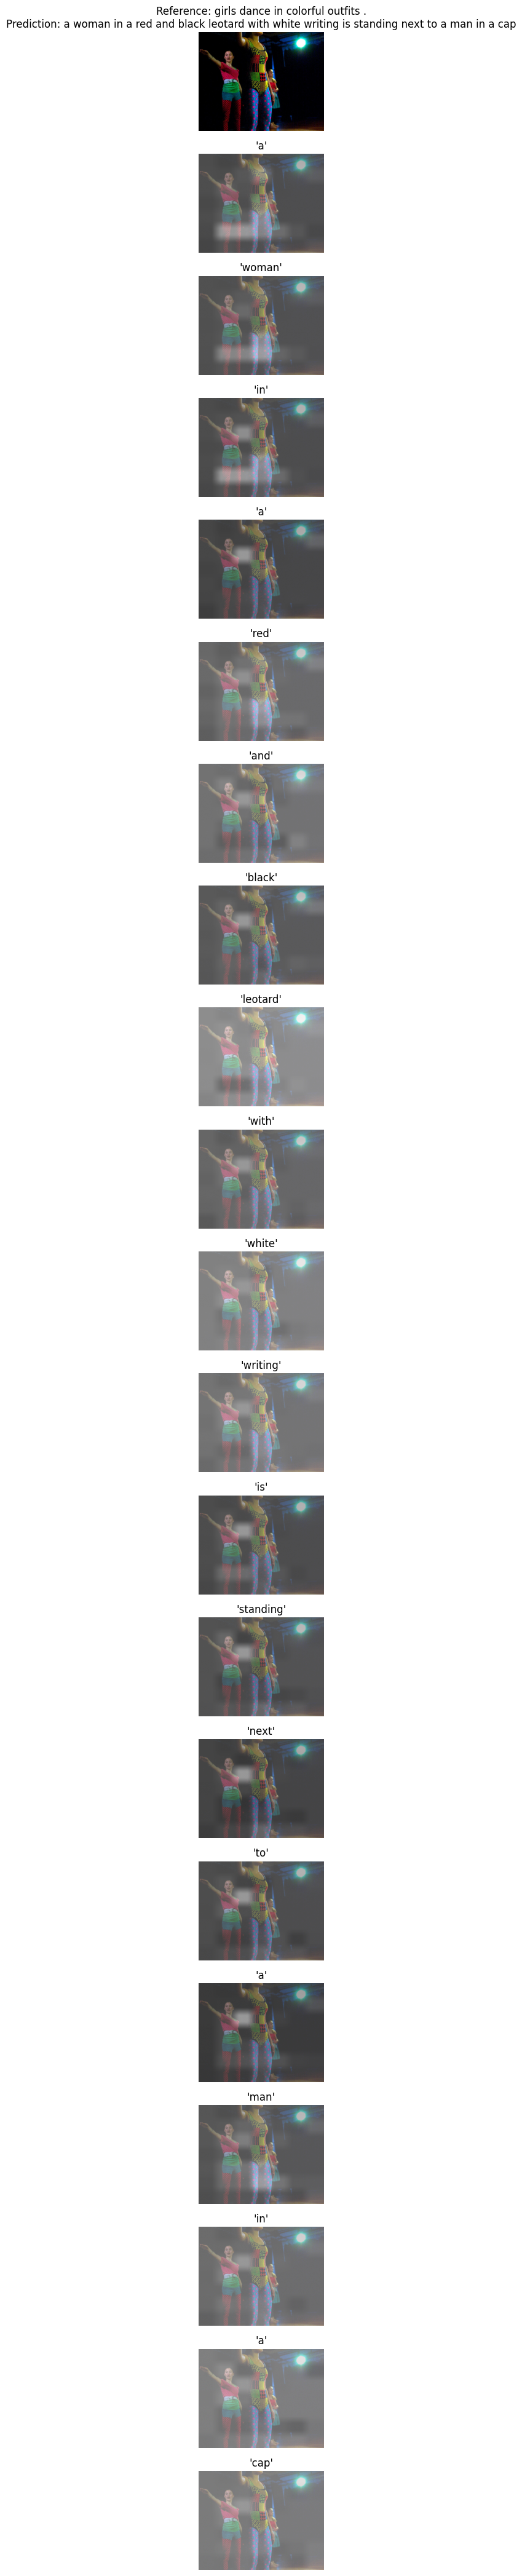 Reference: girls dance in colorful outfits .
Prediction: a woman in a red and black leotard with white writing is standing next to a man in a cap
'a'
'woman'
'in'
'a'
'red'
'and'
'black'
'leotard'
'with'
'white'
'writing'
'is'
'standing'
'next'
'to'
'a'
'man'
'in'
'a'
'cap'